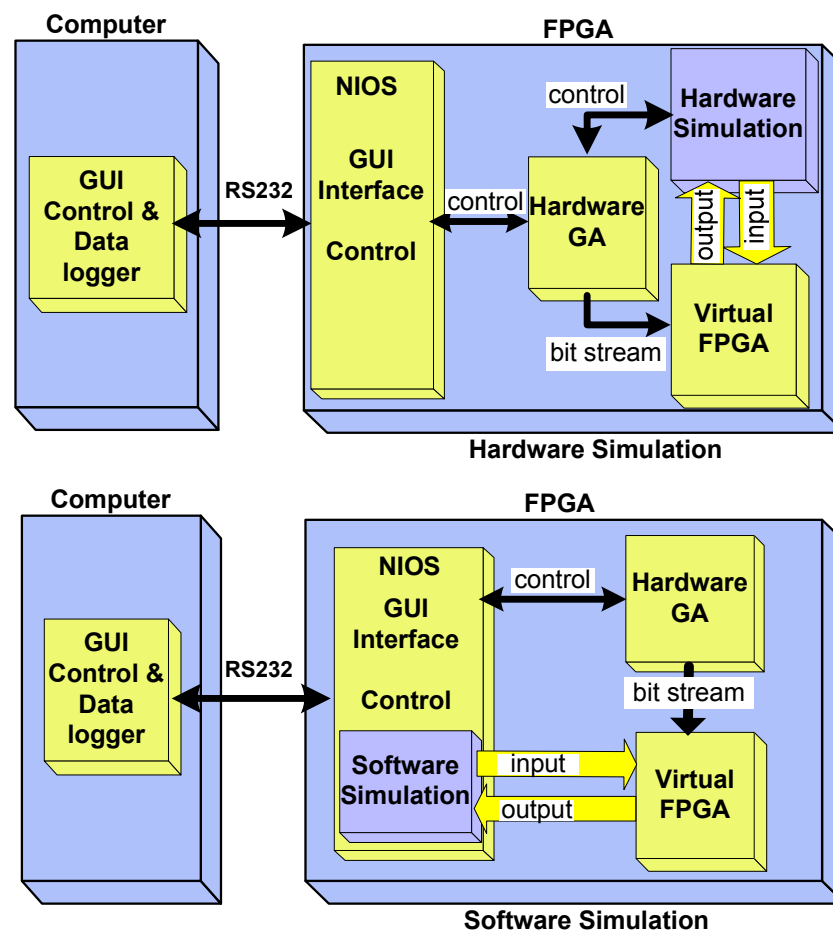 Computer
FPGA
GUI
Control &
Data
logger
RS232
NIOS
GUI
Interface
Control
control
Hardware
GA
control
Hardware
Simulation
output
input
bit stream
Virtual
FPGA
Hardware Simulation
Computer
FPGA
GUI
Control &
Data
logger
RS232
NIOS
GUI
Interface
Control
Software
Simulation
control
Hardware
GA
bit stream
input
output
Virtual
FPGA
Software Simulation